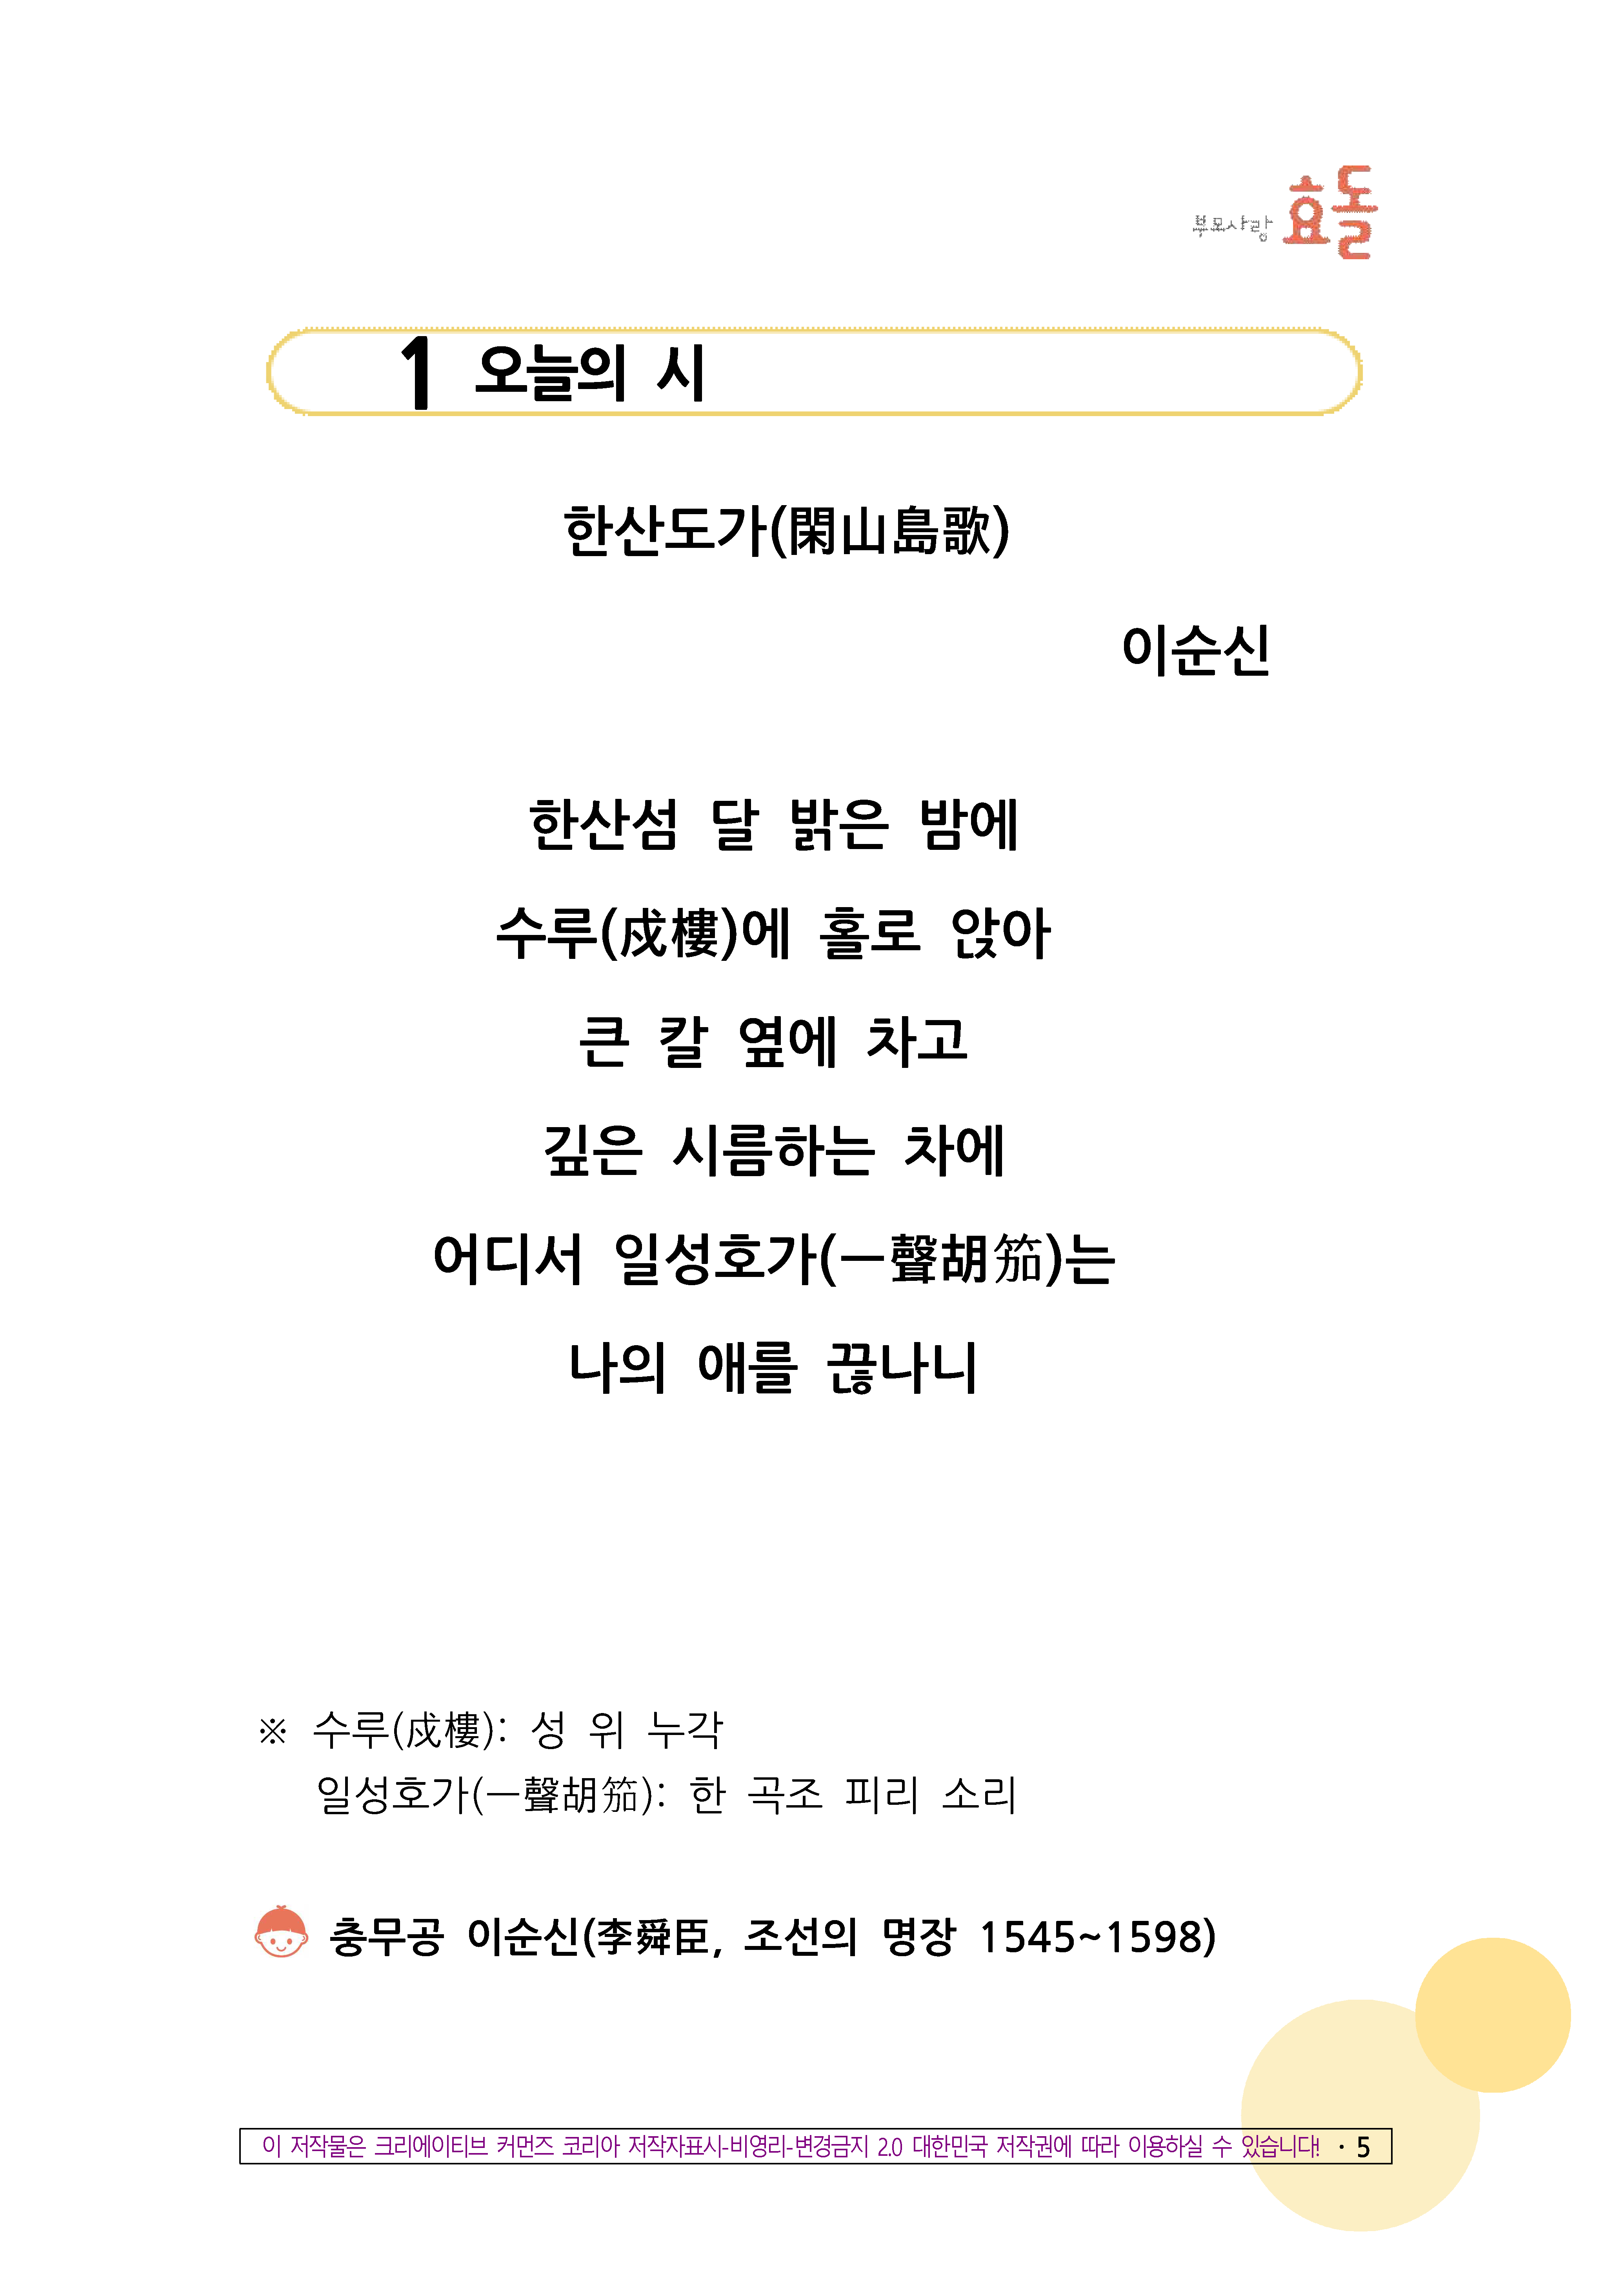 부모사랑 효돌
1 오늘의 시
한산도가(閑山島歌)
이순신
한산섬 달 밝은 밤에
수루(戍樓)에 홀로 앉아
큰 칼 옆에 차고
깊은 시름하는 차에
어디서 일성호가(一聲胡笳)는
나의 애를 끊나니
※ 수루(戍樓): 성 위 누각
일성호가(一聲胡笳): 한 곡조 피리 소리
충무공 이순신(李舜臣, 조선의 명장 1545~1598)
이 저작물은 크리에이티브 커먼즈 코리아 저작자표시-비영리-변경금지 2.0 대한민국 저작권에 따라 이용하실 수 있습니다! · 5